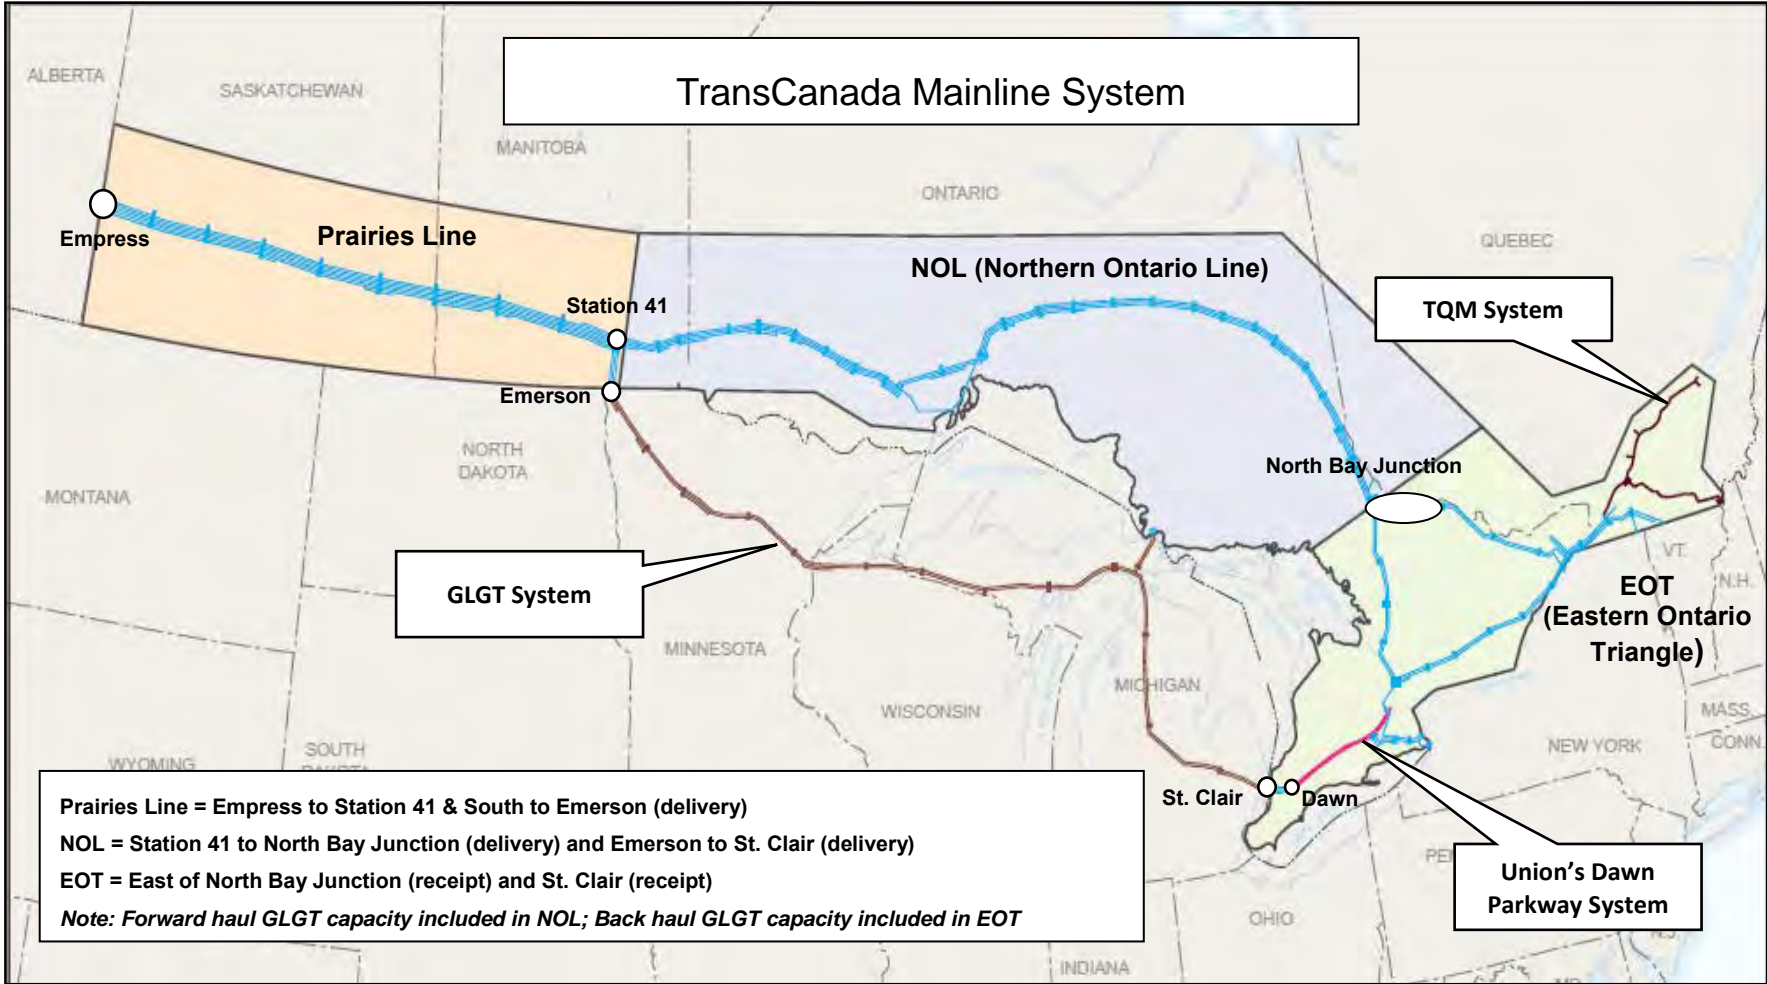 TransCanada Mainline System
ALBERTA
SASKATCHEWAN
MANITOBA
ONTARIO
QUEBEC
Empress
Prairies Line
NOL (Northern Ontario Line)
Station 41
TQM System
Emerson
NORTH
DAKOTA
North Bay Junction
MONTANA
VT.
N.H.
GLGT System
EOT
(Eastern Ontario
Triangle)
MINNESOTA
MICHIGAN
WISCONSIN
MASS.
CONN.
NEW YORK
WYOMING
SOUTH
St. Clair
Dawn
Prairies Line = Empress to Station 41 & South to Emerson (delivery)
NOL = Station 41 to North Bay Junction (delivery) and Emerson to St. Clair (delivery)
EOT = East of North Bay Junction (receipt) and St. Clair (receipt)
Note: Forward haul GLGT capacity included in NOL; Back haul GLGT capacity included in EOT
Union's Dawn
Parkway System
OHIO
INDIANA